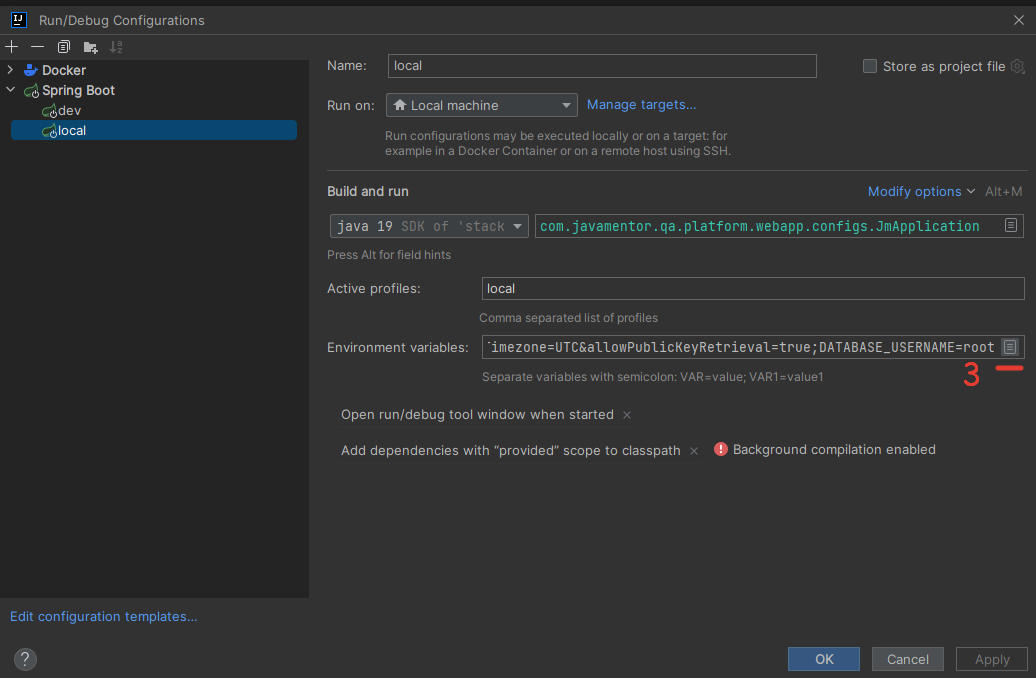 Run/Debug Configurations
Docker
Spring Boot
dev
local
Edit configuration templates...
Name: local Store as project file
Run on: Local machine Manage targets...
Run configurations may be executed locally or on a target: for
example in a Docker Container or on a remote host using SSH.
Build and run Modify options Alt+M
java 19 SDK of 'stack com.javamentor.qa.platform.webapp.configs.JmApplication
Press Alt for field hints
Active profiles: local
Comma separated list of profiles
Environment variables: imezone=UTC&allowPublicKeyRetrieval=true;DATABASE_USERNAME=root
Separate variables with semicolon: VAR=value; VAR1=value1
3
Open run/debug tool window when started
Add dependencies with “provided” scope to classpath Background compilation enabled
OK Cancel Apply